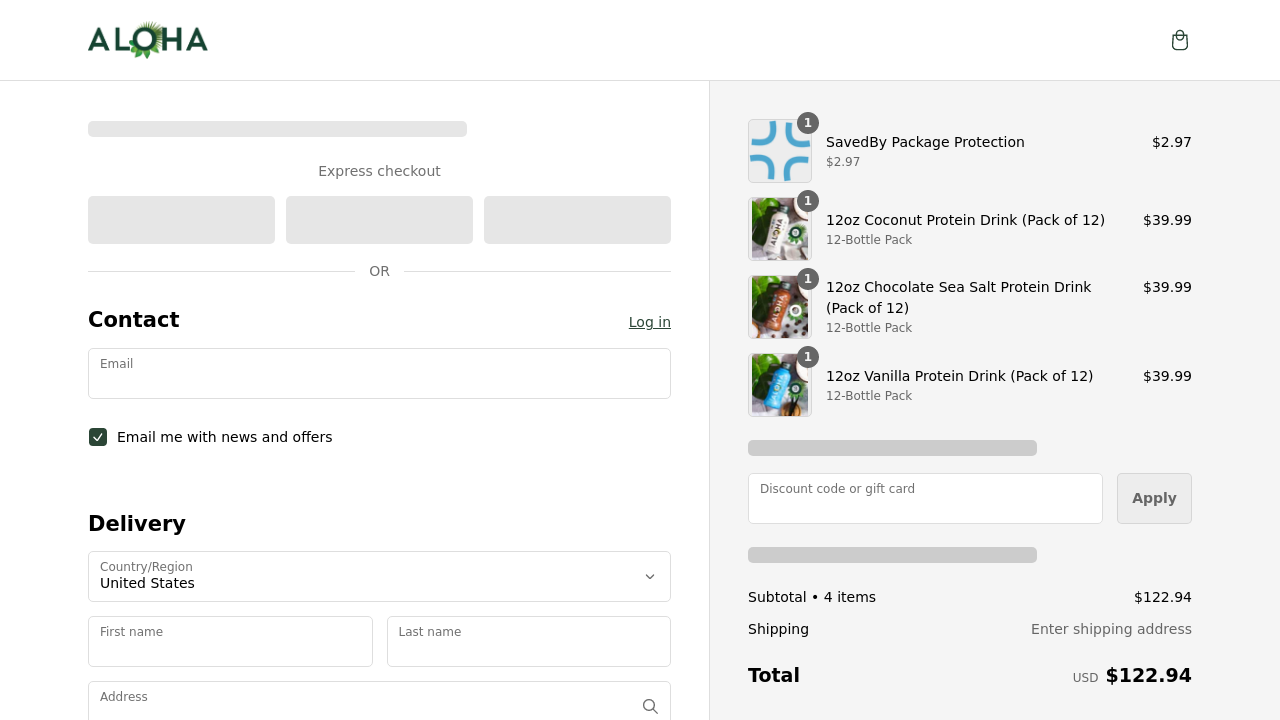 ALOHA
Express checkout
OR
Contact
Log in
Email
Email me with news and offers
Delivery
Country/Region
United States
First name
Last name
Address
1
SavedBy Package Protection
$2.97
$2.97
1
12oz Coconut Protein Drink (Pack of 12)
12-Bottle Pack
$39.99
1
12oz Chocolate Sea Salt Protein Drink
(Pack of 12)
12-Bottle Pack
$39.99
1
12oz Vanilla Protein Drink (Pack of 12)
12-Bottle Pack
$39.99
Discount code or gift card
Apply
Subtotal • 4 items
$122.94
Shipping
Enter shipping address
Total
USD $122.94